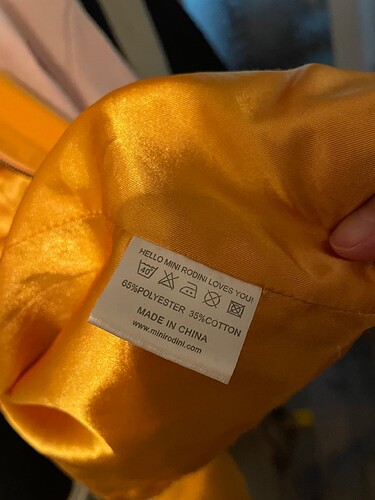 HELLO MINI RODINI LOVES YOU!
40°
65%POLYESTER 35%COTTON
MADE IN CHINA
www.minirodini.com